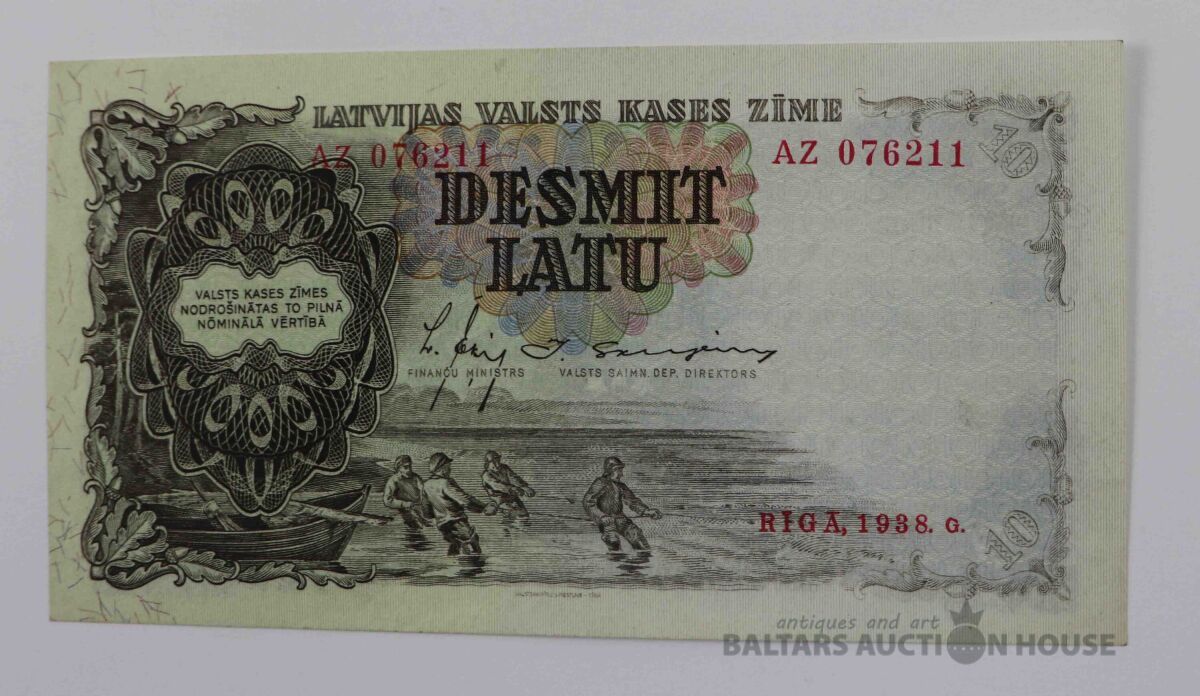 LATVIJAS VALSTS KASES ZĪME
AZ 076211
AZ 076211
10
DESMIT
LATU
VALSTS KASES ZĪMES
NODROŠINĀTAS TO PILNĀ
NŌMINĀLĀ VĒRTĪBĀ
FINANČU MINISTRS
VALSTS SAIMN. DEP. DIREKTORS
RĪGĀ, 1938. G.
10
antiques and art
BALTARS AUCTION HOUSE